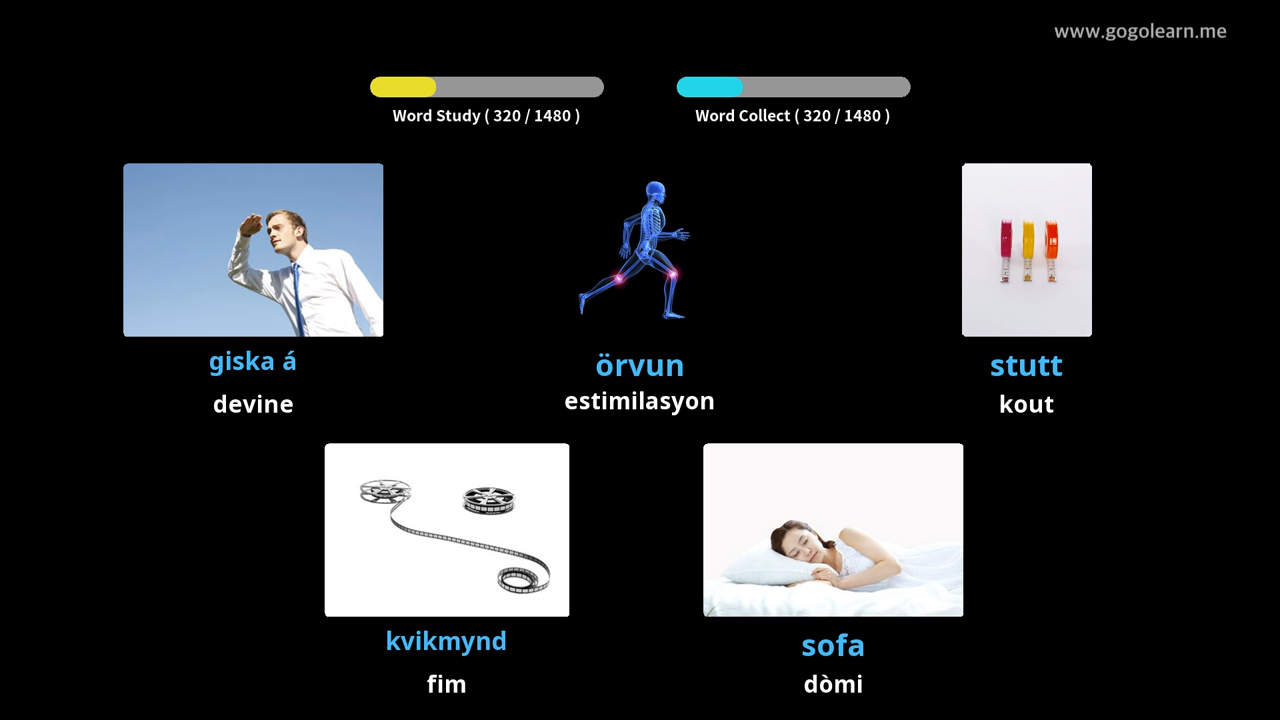 www.gogolearn.me
Word Study ( 320 / 1480 )
Word Collect ( 320 / 1480 )
giska á
örvun
stutt
devine
estimilasyon
kout
kvikmynd
sofa
fim
dòmi